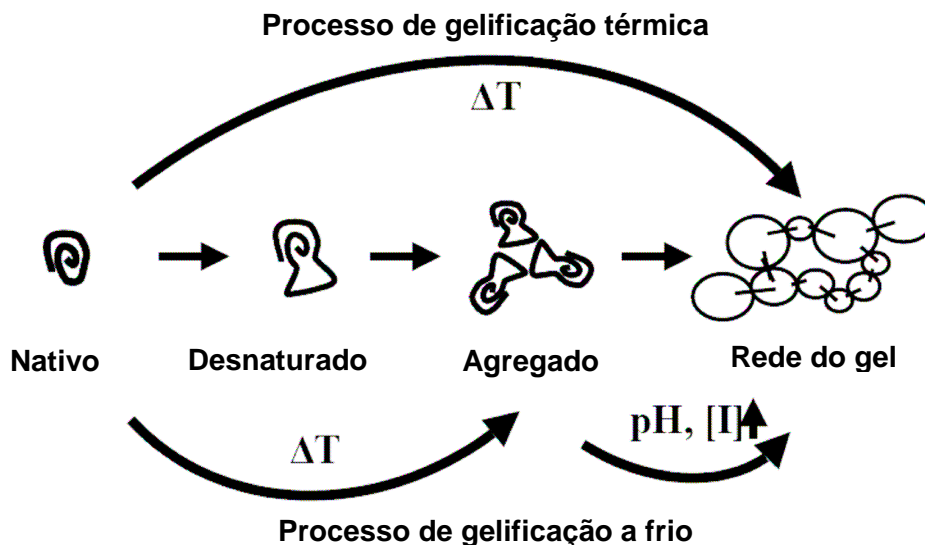 Processo de gelificação térmica
ΔT
Nativo
Desnaturado
Agregado
Rede do gel
ΔT
pH, [I]
Processo de gelificação a frio